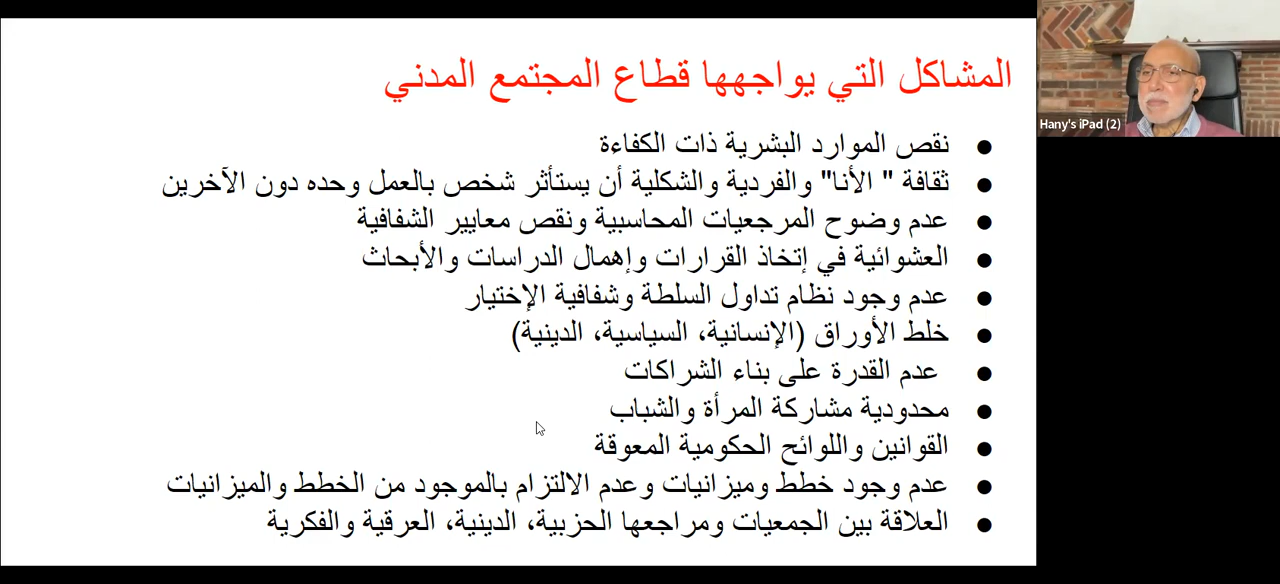 المشاكل التي يواجهها قطاع المجتمع المدني
● نقص الموارد البشرية ذات الكفاءة
● ثقافة " الأنا" والفردية والشكلية أن يستأثر شخص بالعمل وحده دون الآخرين
● عدم وضوح المرجعيات المحاسبية ونقص معايير الشفافية
● العشوائية في إتخاذ القرارات وإهمال الدراسات والأبحاث
● عدم وجود نظام تداول السلطة وشفافية الإختيار
● خلط الأوراق (الإنسانية، السياسية، الدينية)
● عدم القدرة على بناء الشراكات
● محدودية مشاركة المرأة والشباب
● القوانين واللوائح الحكومية المعوقة
● عدم وجود خطط وميزانيات وعدم الالتزام بالموجود من الخطط والميزانيات
● العلاقة بين الجمعيات ومراجعها الحزبية، الدينية، العرقية والفكرية
Hany's iPad (2)